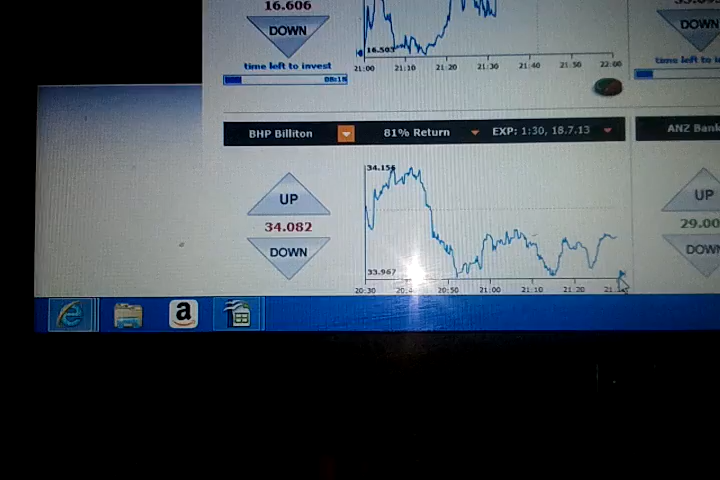 16.606
DOWN
time left to invest
16.503
21:00 21:10 21:20 21:30 21:40 21:50 22:00
DOWN
time left to
BHP Billiton 81% Return EXP: 1:30, 18.7.13 ANZ Bank
34.156
UP
34.082
DOWN
33.967
20:30 20:50 21:00 21:10 21:20
UP
29.00
DOWN
a